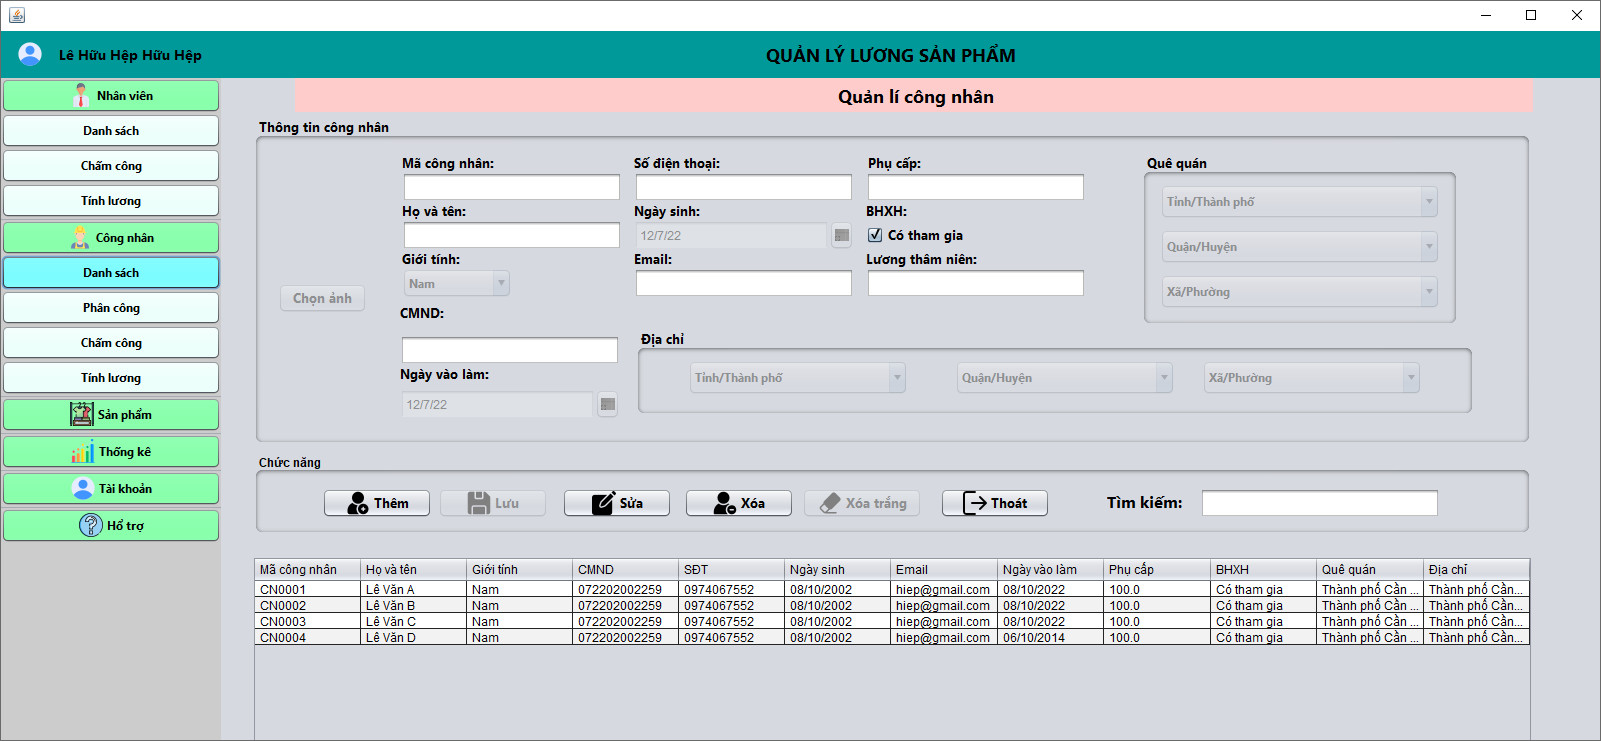 Lê Hữu Hệp Hữu Hệp
QUẢN LÝ LƯƠNG SẢN PHẨM
Nhân viên
Danh sách
Chấm công
Tính lương
Công nhân
Danh sách
Phân công
Chấm công
Tính lương
Sản phẩm
Thống kê
Tài khoản
Hổ trợ
Quản lí công nhân
Thông tin công nhân
Mã công nhân: Số điện thoại: Phụ cấp: Quê quán
Tỉnh/Thành phố
Họ và tên: Ngày sinh: BHXH:
12/7/22 Có tham gia
Quận/Huyện
Giới tính: Email: Lương thâm niên:
Nam
Xã/Phường
Chọn ảnh
CMND:
Địa chỉ
Ngày vào làm:
Tỉnh/Thành phố Quận/Huyện Xã/Phường
12/7/22
Chức năng
Thêm Lưu Sửa Xóa Xóa trắng Thoát Tìm kiếm:
Mã công nhân Họ và tên Giới tính CMND SĐT Ngày sinh Email Ngày vào làm Phụ cấp BHXH Quê quán Địa chỉ
CN0001 Lê Văn A Nam 072202002259 0974067552 08/10/2002 hiep@gmail.com 08/10/2022 100.0 Có tham gia Thành phố Cần ... Thành phố Cần...
CN0002 Lê Văn B Nam 072202002259 0974067552 08/10/2002 hiep@gmail.com 08/10/2022 100.0 Có tham gia Thành phố Cần ... Thành phố Cần...
CN0003 Lê Văn C Nam 072202002259 0974067552 08/10/2002 hiep@gmail.com 08/10/2022 100.0 Có tham gia Thành phố Cần ... Thành phố Cần...
CN0004 Lê Văn D Nam 072202002259 0974067552 08/10/2002 hiep@gmail.com 06/10/2014 100.0 Có tham gia Thành phố Cần ... Thành phố Cần...